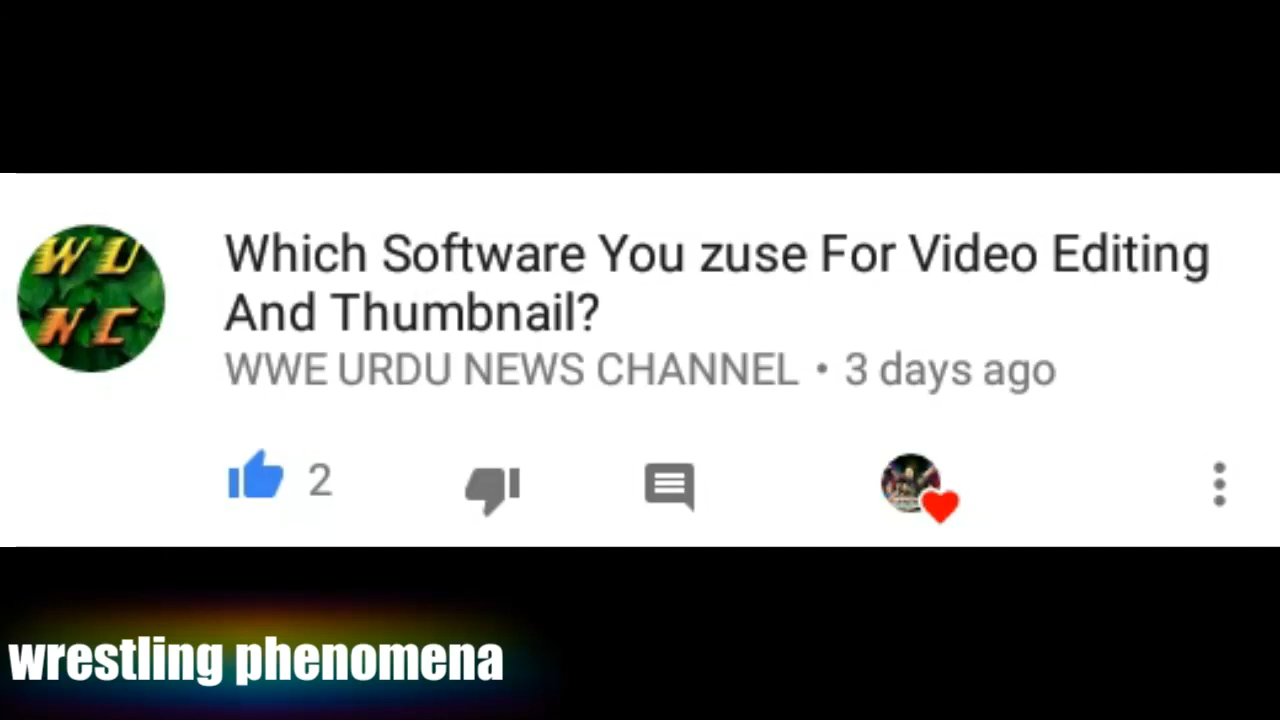 W U
N C
Which Software You zuse For Video Editing
And Thumbnail?
WWE URDU NEWS CHANNEL • 3 days ago
2
wrestling phenomena